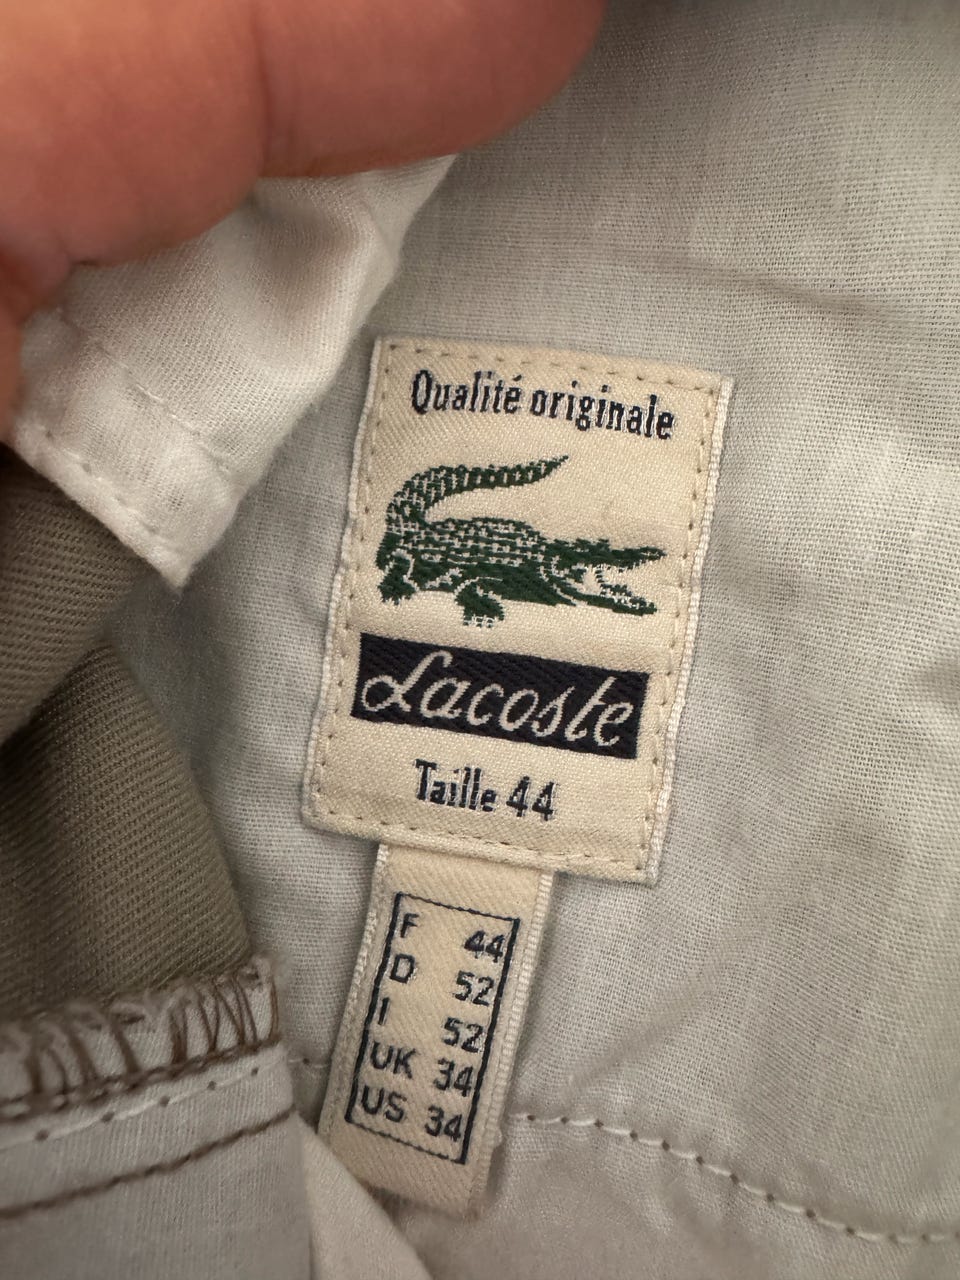 Qualité originale
Lacoste
Taille 44
F 44
D 52
I 52
UK 34
US 34